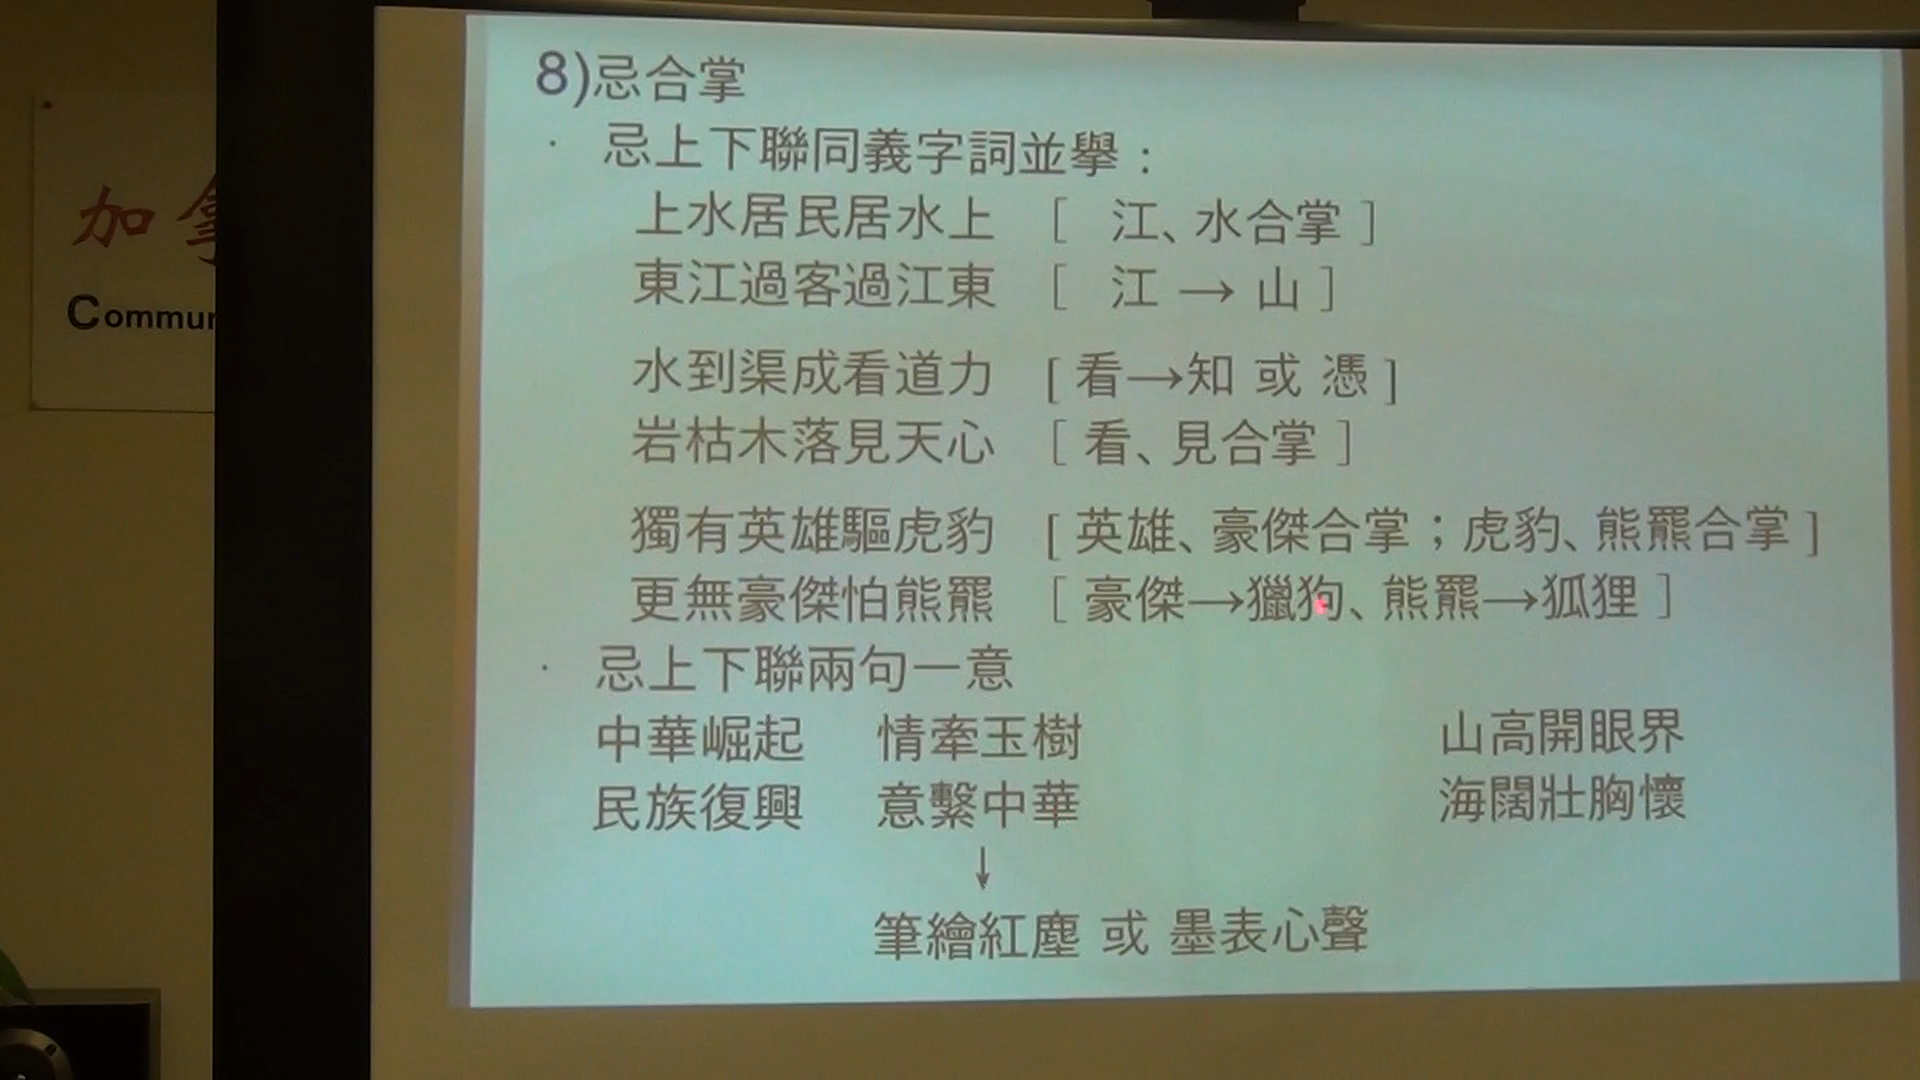 8)忌合掌
· 忌上下聯同義字詞並舉：
上水居民居水上 [ 江、水合掌 ]
東江過客過江東 [ 江 → 山 ]
水到渠成看道力 [ 看→知 或 憑 ]
岩枯木落見天心 [ 看、見合掌 ]
獨有英雄驅虎豹 [ 英雄、豪傑合掌；虎豹、熊羆合掌 ]
更無豪傑怕熊羆 [ 豪傑→獵狗、熊羆→狐狸 ]
· 忌上下聯兩句一意
中華崛起 情牽玉樹 山高開眼界
民族復興 意繫中華 海闊壯胸懷
↓
筆繪紅塵 或 墨表心聲
加拿
Commun